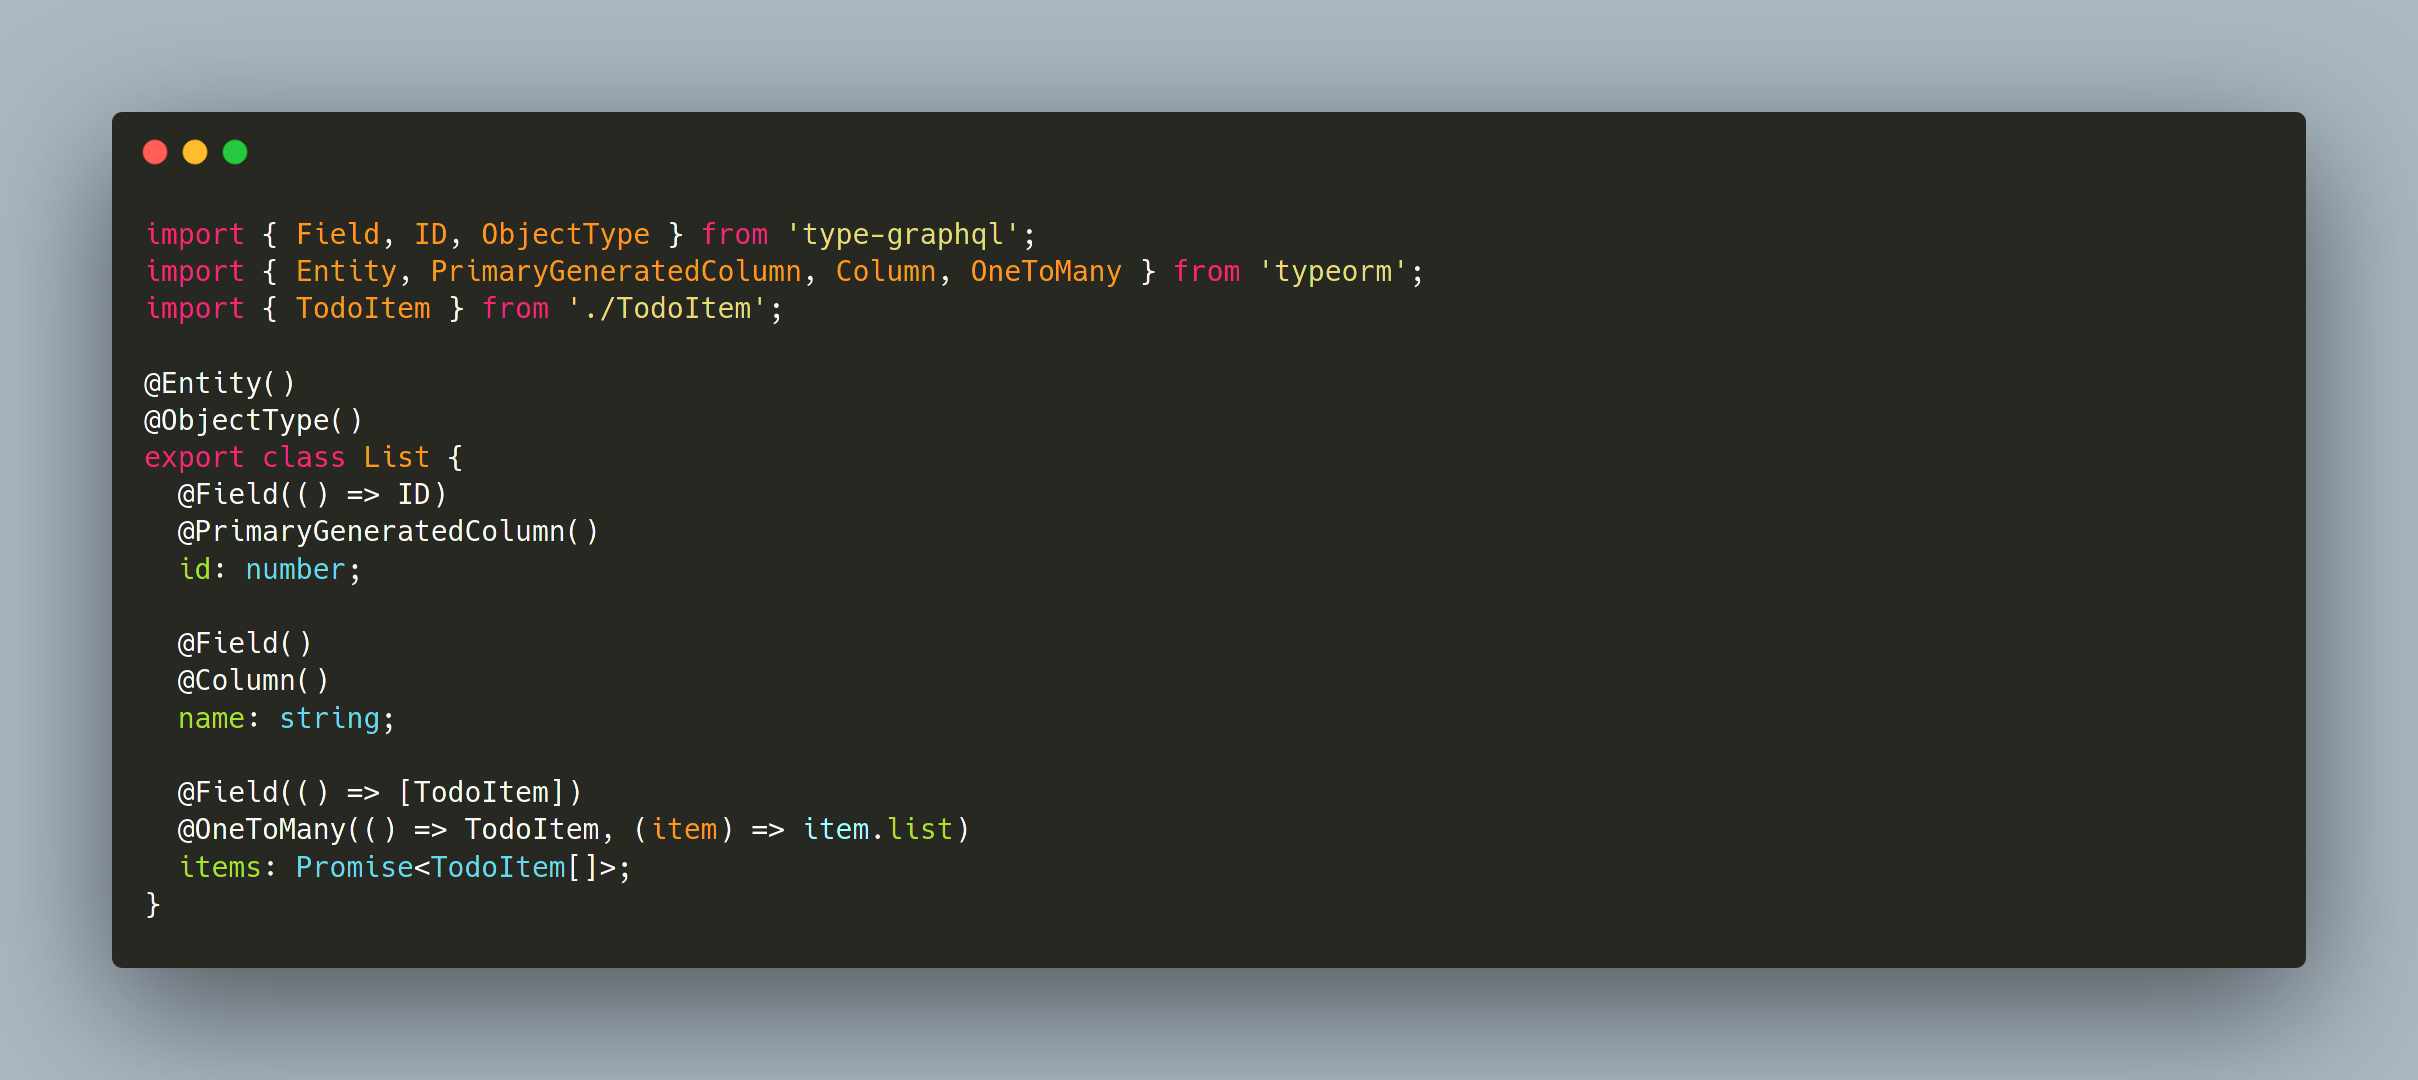 import { Field, ID, ObjectType } from 'type-graphql';
import { Entity, PrimaryGeneratedColumn, Column, OneToMany } from 'typeorm';
import { TodoItem } from './TodoItem';

@Entity()
@ObjectType()
export class List {
  @Field(() => ID)
  @PrimaryGeneratedColumn()
  id: number;

  @Field()
  @Column()
  name: string;

  @Field(() => [TodoItem])
  @OneToMany(() => TodoItem, (item) => item.list)
  items: Promise<TodoItem[]>;
}